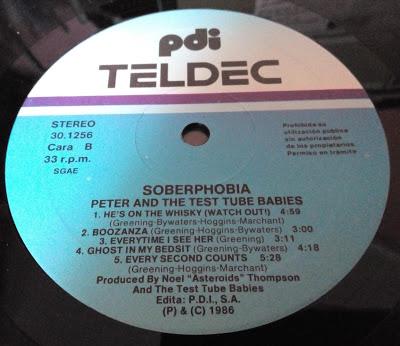 pdi
TELDEC
STEREO
30.1256
Cara B
33 r.p.m.
SGAE
Prohibida su
utilización pública
sin autorización
de los propietarios
Permiso en trámite
SOBERPHOBIA
PETER AND THE TEST TUBE BABIES
1. HE'S ON THE WHISKY (WATCH OUT!) 4:59
(Greening-Bywaters-Hoggins-Marchant)
2. BOOZANZA (Greening-Bywaters) 3:00
3. EVERYTIME I SEE HER (Greening) 3:11
4. GHOST IN MY BEDSIT (Greening-Hoggins-Bywaters) 4:18
5. EVERY SECOND COUNTS 5:28
(Greening-Hoggins-Marchant)
Produced by Noel "Asteroids" Thompson
And The Test Tube Babies
Edita: P.D.I., S.A.
(P) & (C) 1986